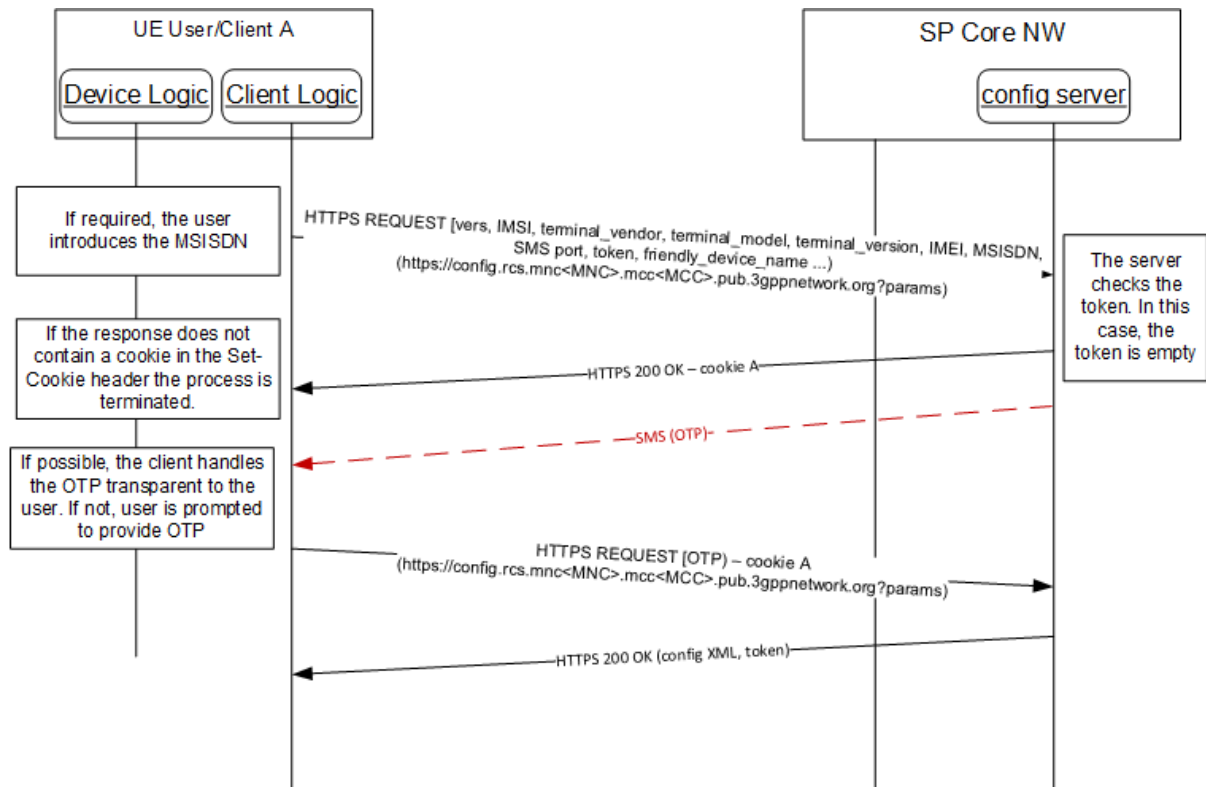 UE User/Client A
SP Core NW
Device Logic
Client Logic
config server
If required, the user
introduces the MSISDN
HTTPS REQUEST [vers, IMSI, terminal_vendor, terminal_model, terminal_version, IMEI, MSISDN,
SMS port, token, friendly_device_name ...)
(https://config.rcs.mnc<MNC>.mcc<MCC>.pub.3gppnetwork.org?params)
The server
checks the
token. In this
case, the
token is empty
If the response does not
contain a cookie in the Set-
Cookie header the process is
terminated.
HTTPS 200 OK – cookie A
SMS (OTP)
If possible, the client handles
the OTP transparent to the
user. If not, user is prompted
to provide OTP
HTTPS REQUEST [OTP) – cookie A
(https://config.rcs.mnc<MNC>.mcc<MCC>.pub.3gppnetwork.org?params)
HTTPS 200 OK (config XML, token)